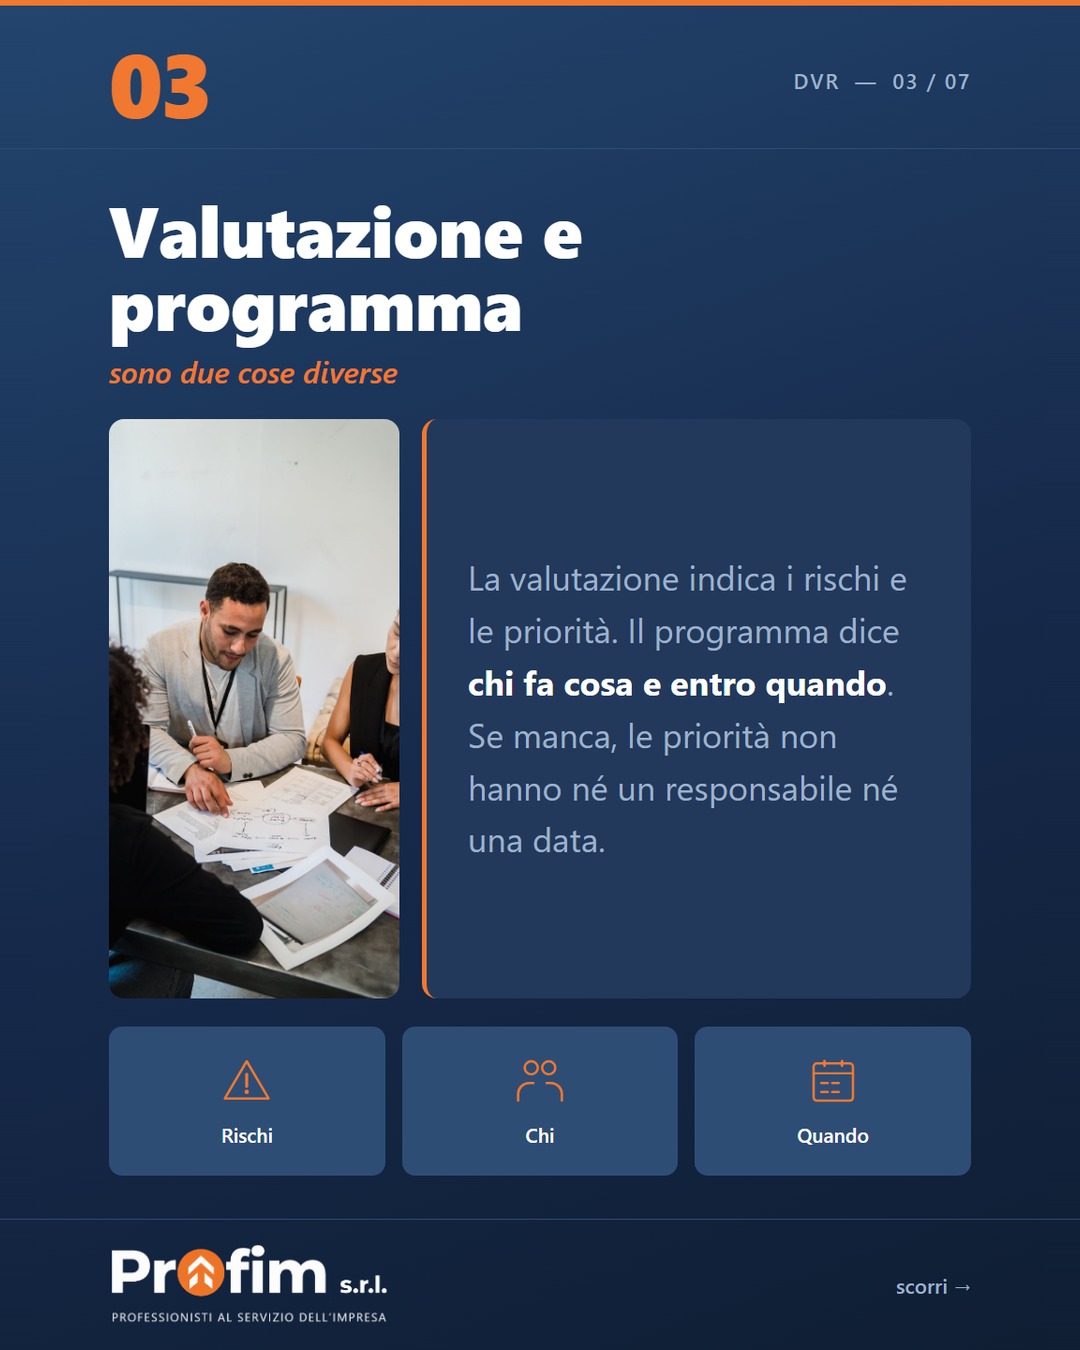 03
DVR — 03 / 07
Valutazione e
programma
sono due cose diverse
La valutazione indica i rischi e
le priorità. Il programma dice
chi fa cosa e entro quando.
Se manca, le priorità non
hanno né un responsabile né
una data.
Rischi
Chi
Quando
Profim s.r.l.
PROFESSIONISTI AL SERVIZIO DELL'IMPRESA
scorri →